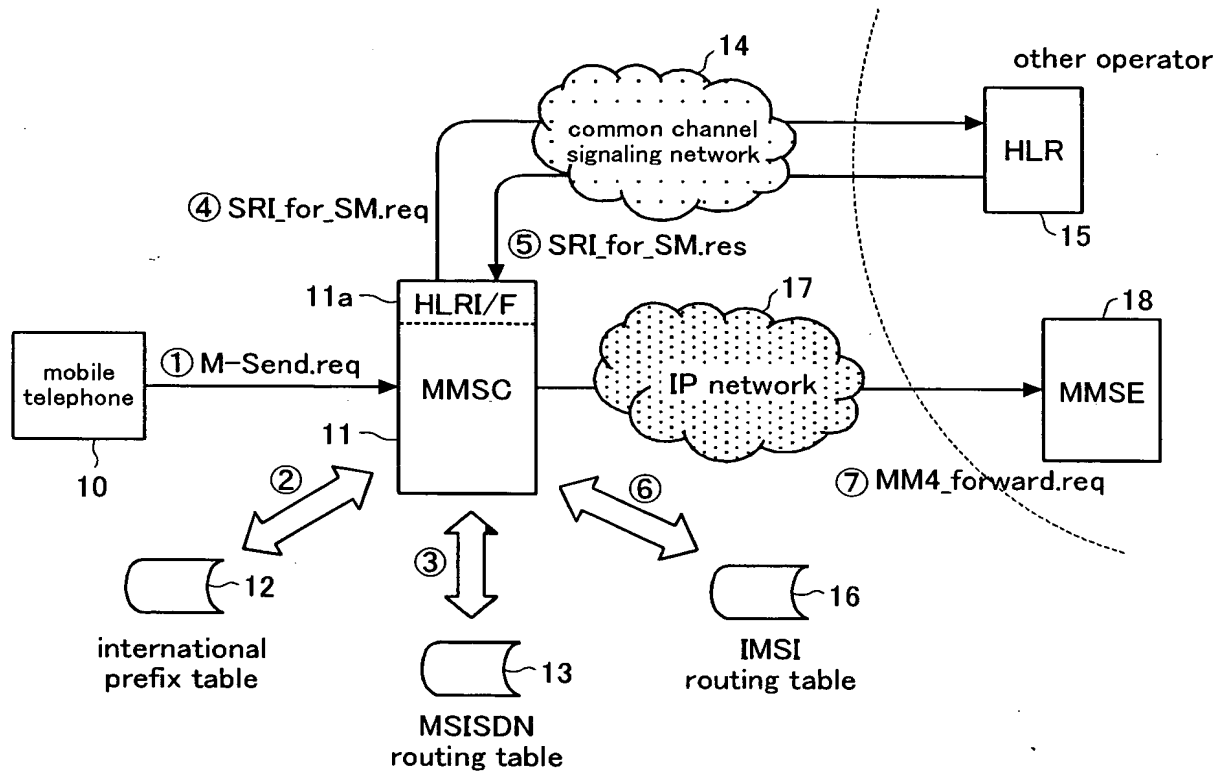 14
other operator
common channel
signaling network
HLR
④ SRI_for_SM.req
⑤ SRI_for_SM.res
15
11a
HLRI/F
17
18
mobile
telephone
① M-Send.req
MMSC
IP network
MMSE
11
10
②
⑥
⑦ MM4_forward.req
③
12
16
international
prefix table
13
IMSI
routing table
MSISDN
routing table